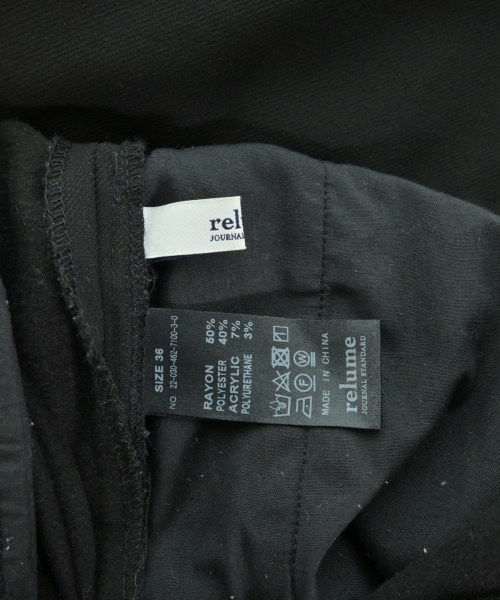 relu
JOURNAL
SIZE 36
NO. 22-030-462-7100-3-0
RAYON 50%
POLYESTER 40%
ACRYLIC 7%
POLYURETHANE 3%
MADE IN CHINA
relume
JOURNAL STANDARD